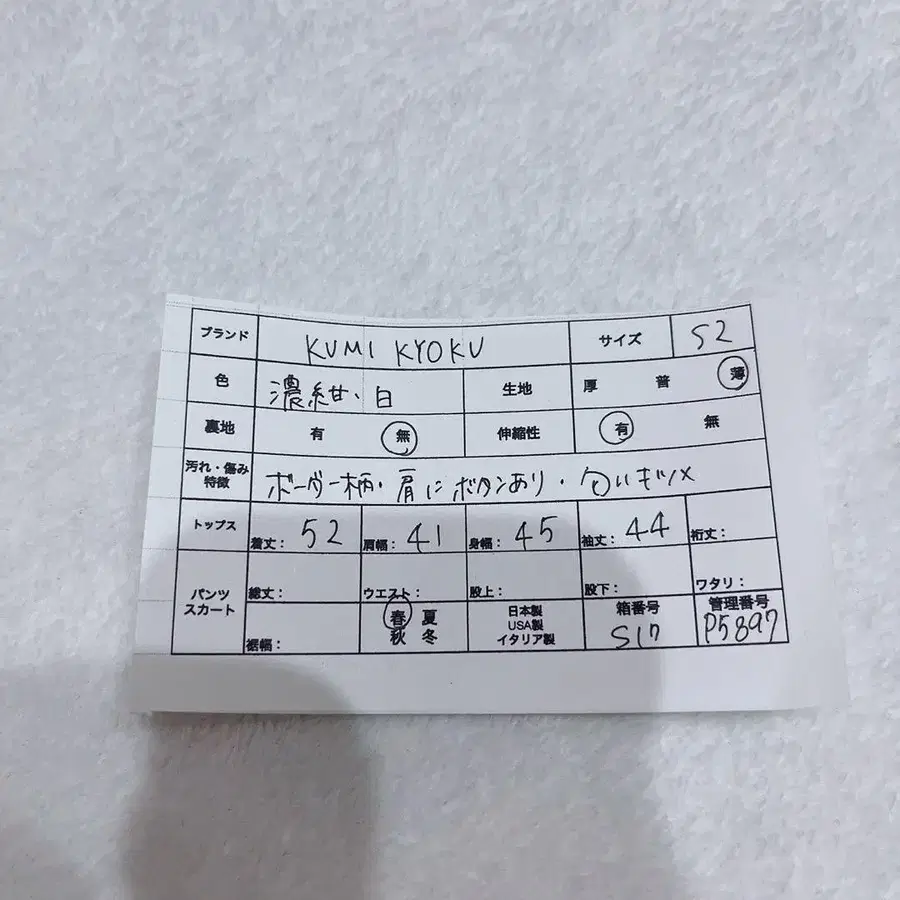 ブランド KUMI KYOKU サイズ S2
色 濃紺・白 生地 厚 普 薄
裏地 有 無 伸縮性 有 無
汚れ・傷み 特徴 ボーダー柄・肩にボタンあり・匂い
トップス 着丈: 52 肩幅: 41 身幅: 45 袖丈: 44 裄丈:
パンツ スカート 総丈: ウエスト: 股上: 股下: ワタリ:
裾幅: 春 夏 秋 冬 日本製 USA製 イタリア製 箱番号 S17 管理番号 P5897